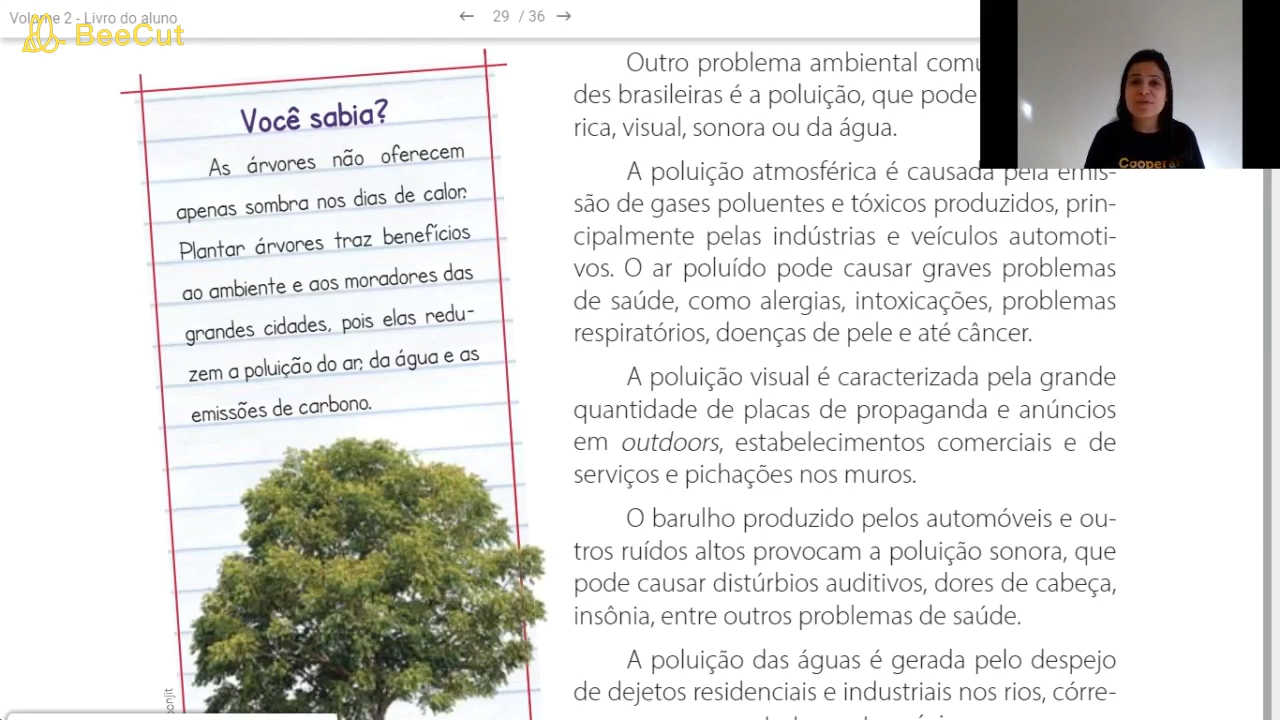 Volume 2 - Livro do aluno
29 / 36
BeeCut
Você sabia?
As árvores não oferecem
apenas sombra nos dias de calor.
Plantar árvores traz benefícios
ao ambiente e aos moradores das
grandes cidades, pois elas redu-
zem a poluição do ar, da água e as
emissões de carbono.
Outro problema ambiental
des brasileiras é a poluição, que pode
rica, visual, sonora ou da água.
A poluição atmosférica é causada pela emis-
são de gases poluentes e tóxicos produzidos, prin-
cipalmente pelas indústrias e veículos automoti-
vos. O ar poluído pode causar graves problemas
de saúde, como alergias, intoxicações, problemas
respiratórios, doenças de pele e até câncer.
A poluição visual é caracterizada pela grande
quantidade de placas de propaganda e anúncios
em outdoors, estabelecimentos comerciais e de
serviços e pichações nos muros.
O barulho produzido pelos automóveis e ou-
tros ruídos altos provocam a poluição sonora, que
pode causar distúrbios auditivos, dores de cabeça,
insônia, entre outros problemas de saúde.
A poluição das águas é gerada pelo despejo
de dejetos residenciais e industriais nos rios, córre-